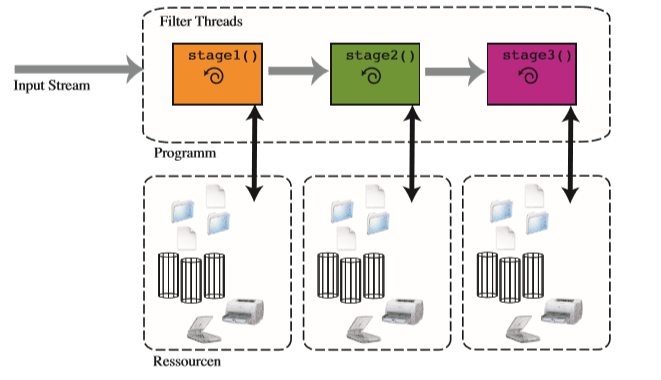 Filter Threads
stage1()
stage2()
stage3()
Input Stream
Programm
Ressourcen